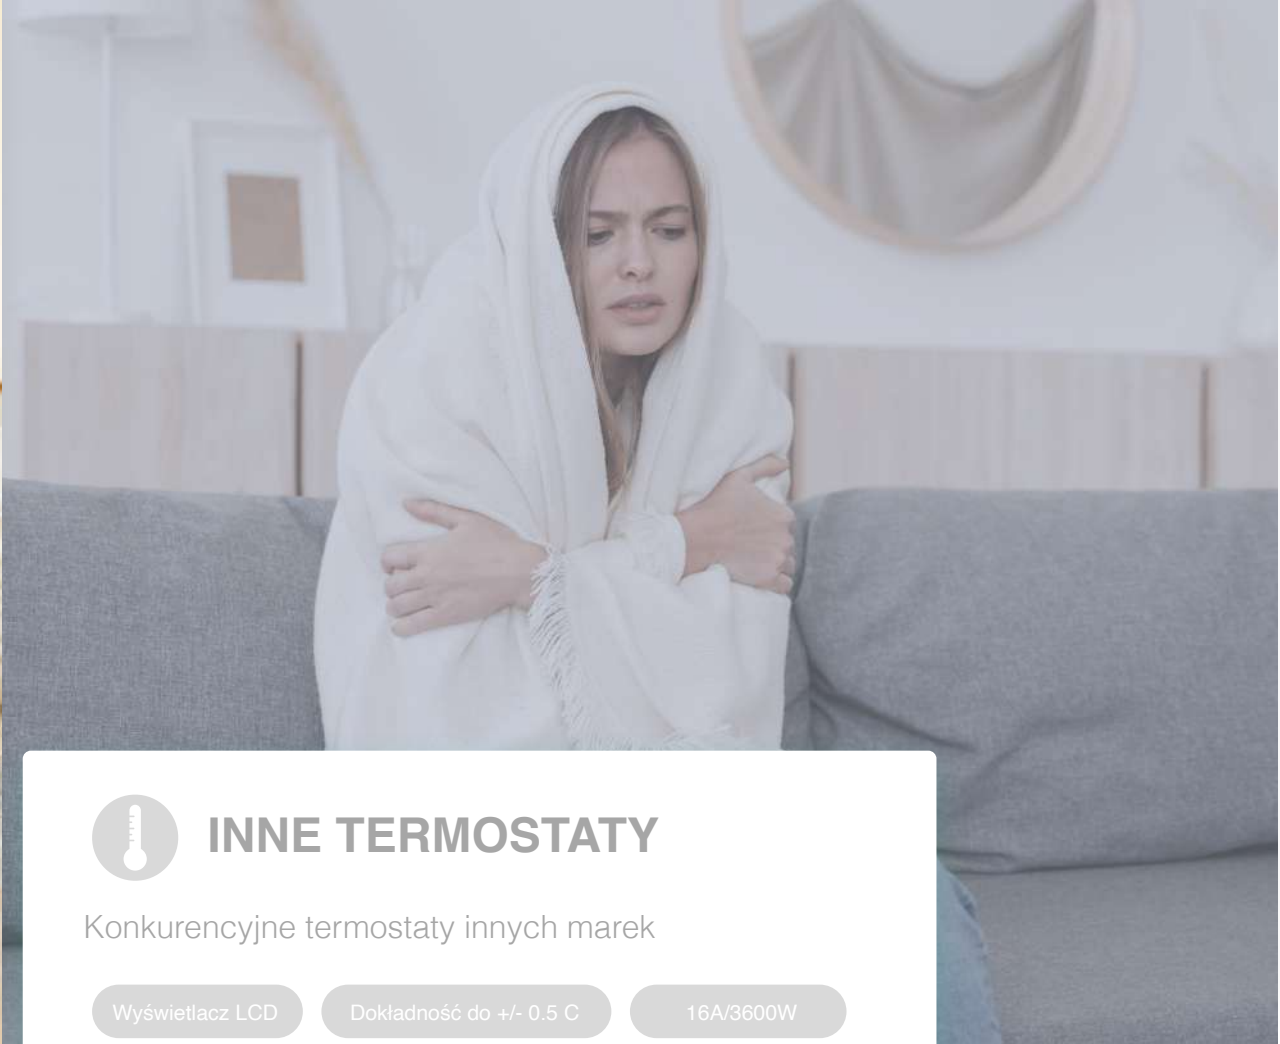 INNE TERMOSTATY
Konkurencyjne termostaty innych marek
Wyświetlacz LCD Dokładność do +/- 0.5 C 16A/3600W